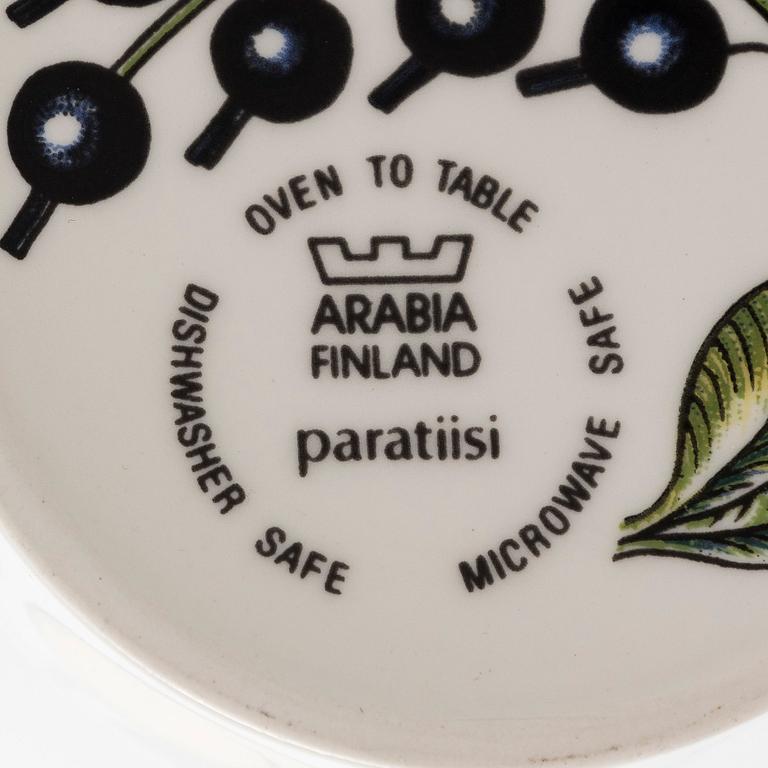 OVEN TO TABLE
ARABIA
FINLAND
paratiisi
DISHWASHER SAFE
MICROWAVE SAFE